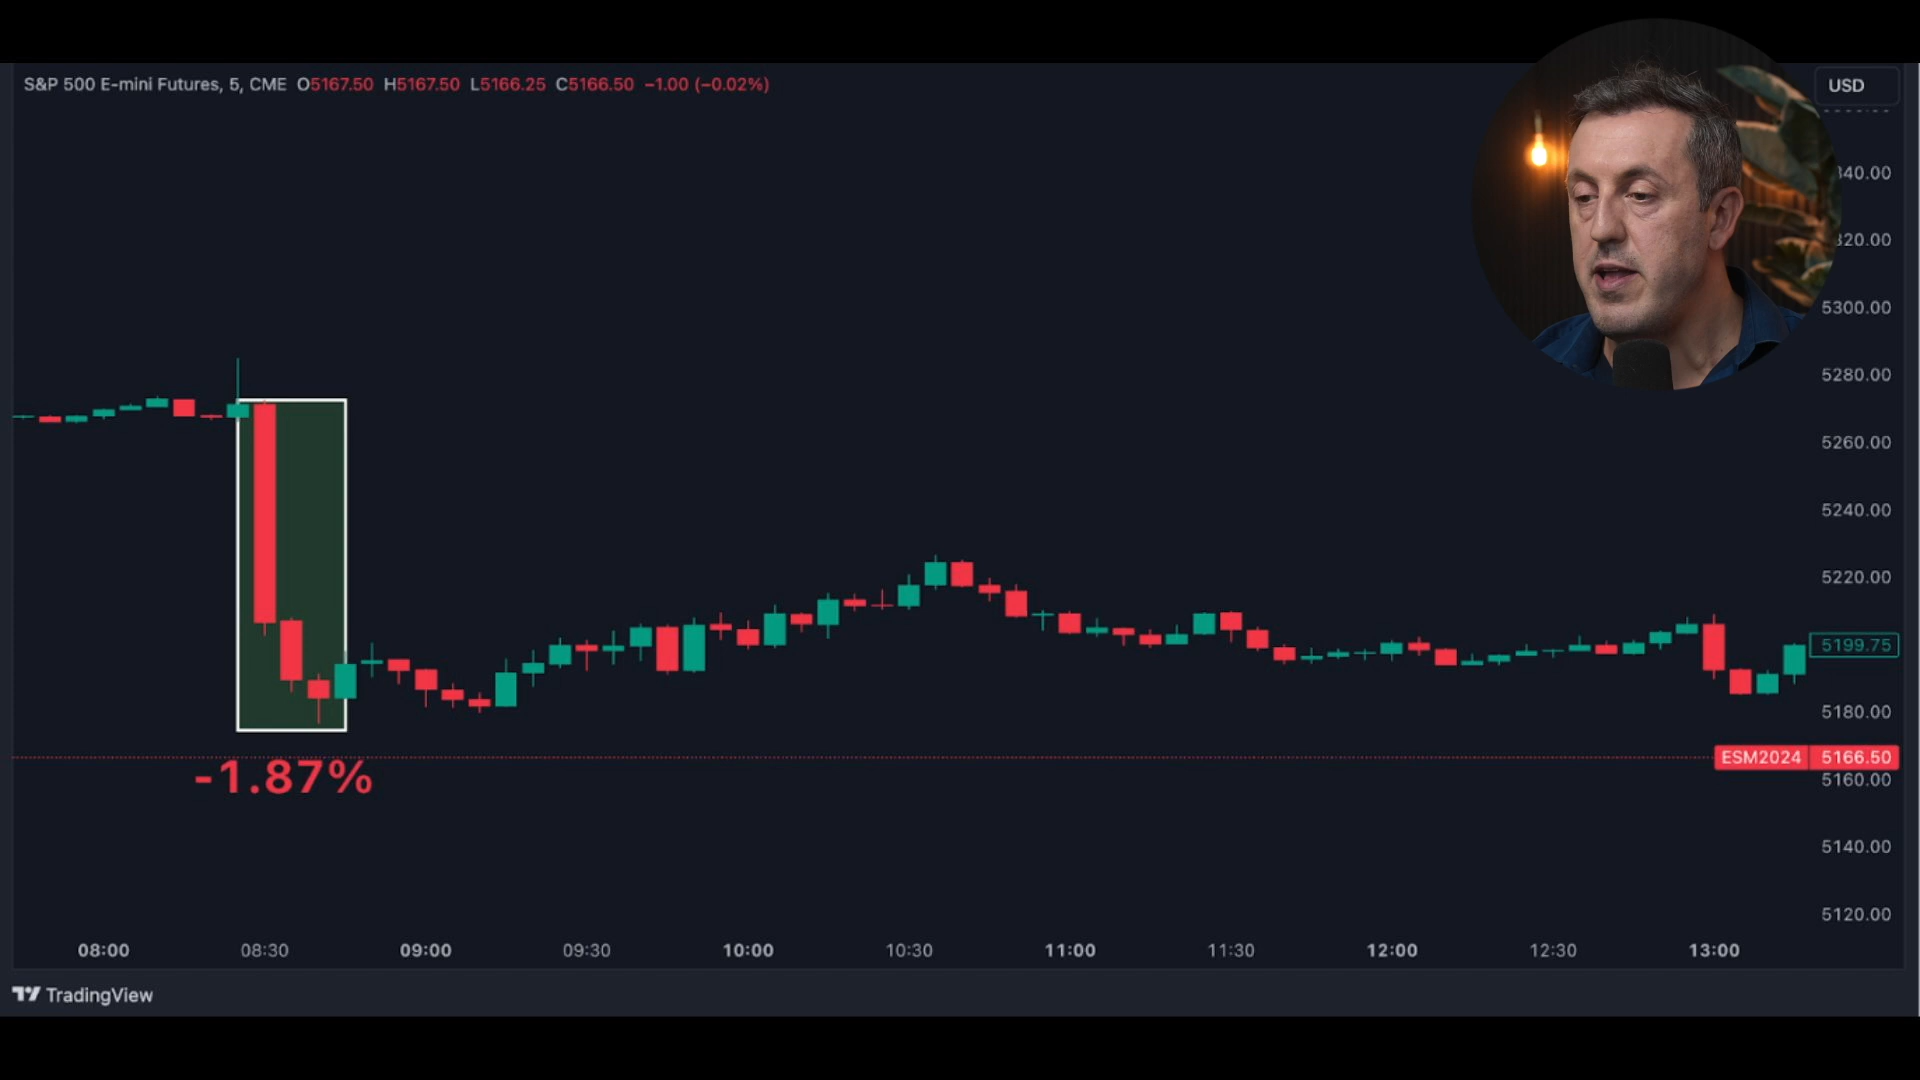 S&P 500 E-mini Futures, 5, CME O5167.50 H5167.50 L5166.25 C5166.50 −1.00 (−0.02%)
USD
5300.00
5280.00
5260.00
5240.00
5220.00
5199.75
5180.00
ESM2024 5166.50
5160.00
-1.87%
5140.00
5120.00
08:00 08:30 09:00 09:30 10:00 10:30 11:00 11:30 12:00 12:30 13:00
TradingView